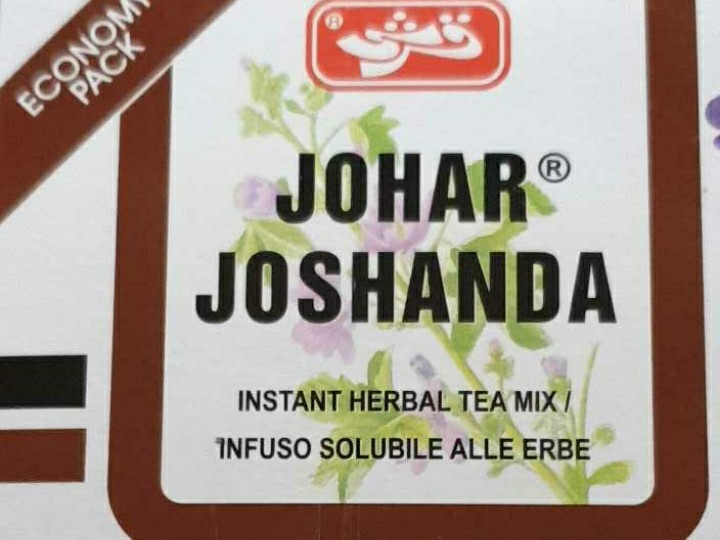 ECONOMY
PACK
قرشی
®
JOHAR®
JOSHANDA
INSTANT HERBAL TEA MIX /
INFUSO SOLUBILE ALLE ERBE